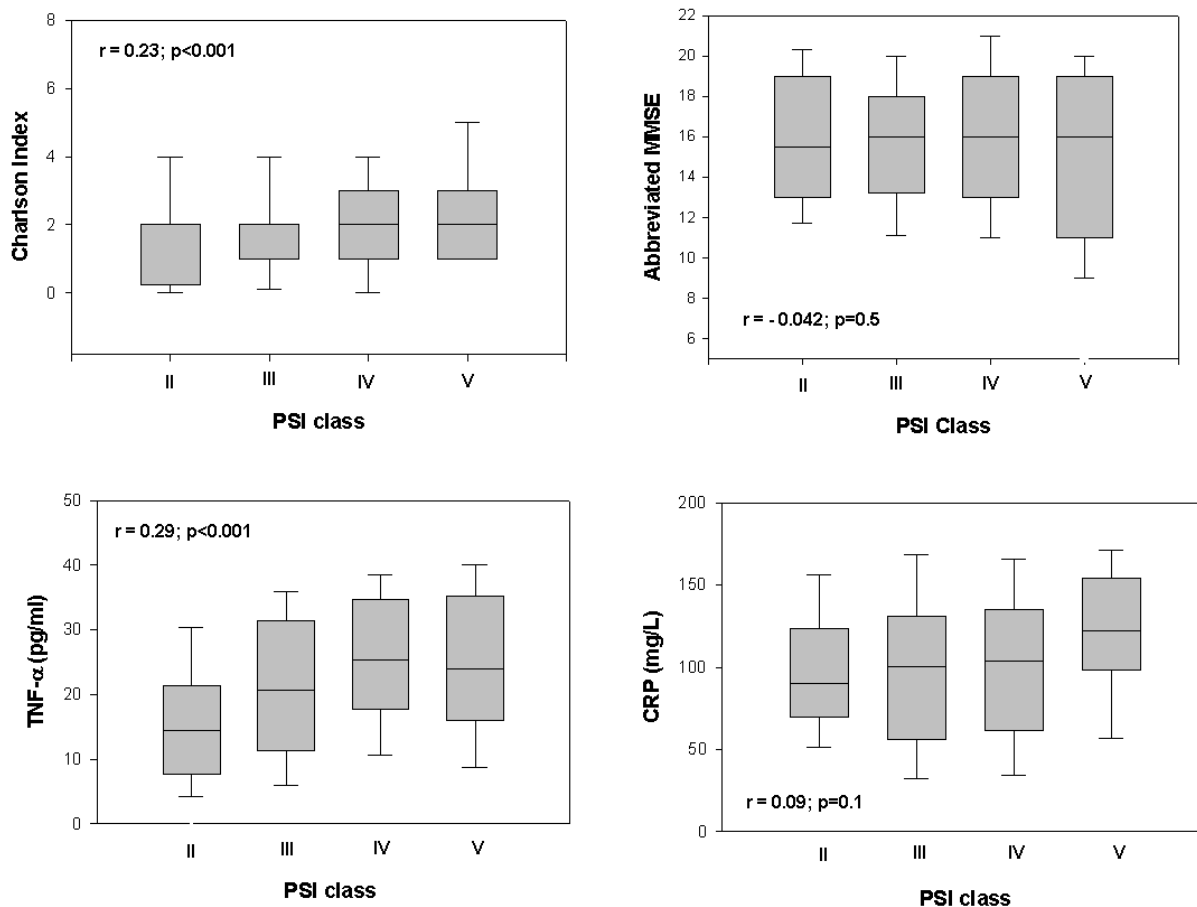 Charlson Index
8
6
4
2
0
r = 0.23; p<0.001
II III IV V
PSI class
Abbreviated MMSE
22
20
18
16
14
12
10
8
6
r = - 0.042; p=0.5
II III IV V
PSI Class
TNF-α (pg/ml)
50
40
30
20
10
0
r = 0.29; p<0.001
II III IV V
PSI class
CRP (mg/L)
200
150
100
50
0
r = 0.09; p=0.1
II III IV V
PSI class